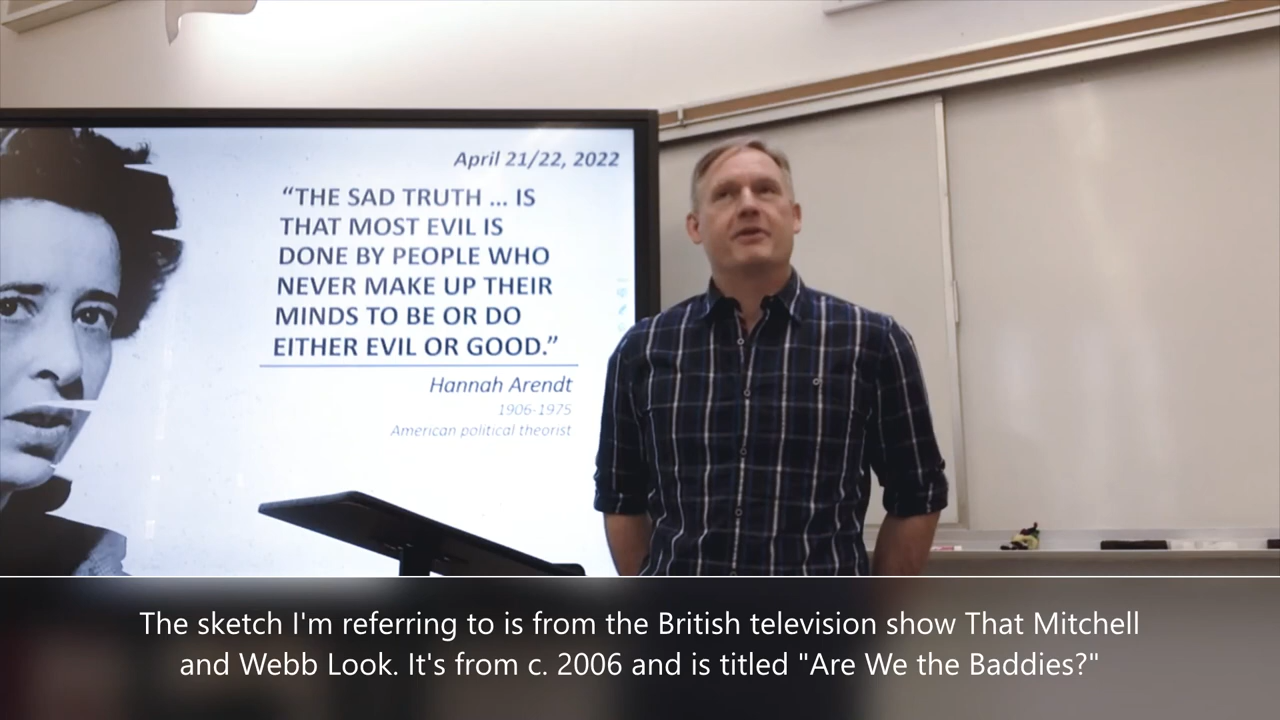 April 21/22, 2022
“THE SAD TRUTH ... IS
THAT MOST EVIL IS
DONE BY PEOPLE WHO
NEVER MAKE UP THEIR
MINDS TO BE OR DO
EITHER EVIL OR GOOD.”
Hannah Arendt
1906-1975
American political theorist
The sketch I'm referring to is from the British television show That Mitchell
and Webb Look. It's from c. 2006 and is titled "Are We the Baddies?"